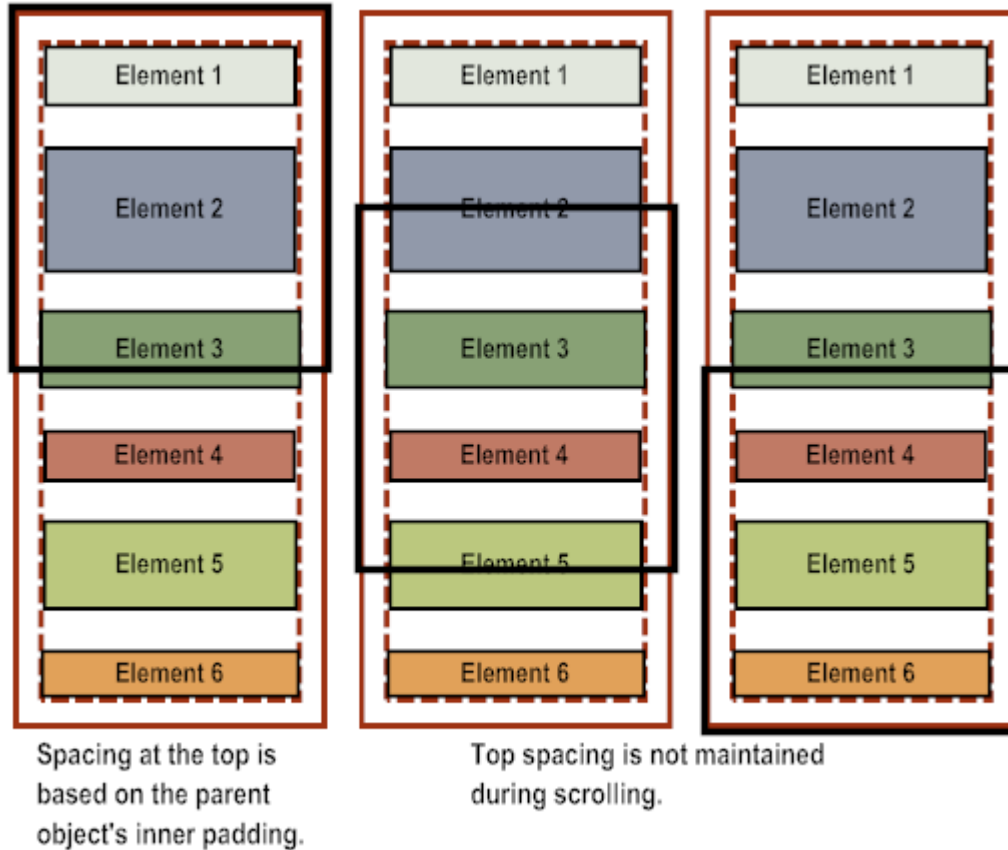 Element 1
Element 2
Element 3
Element 4
Element 5
Element 6
Element 1
Element 2
Element 3
Element 4
Element 5
Element 6
Element 1
Element 2
Element 3
Element 4
Element 5
Element 6
Spacing at the top is
based on the parent
object's inner padding.
Top spacing is not maintained
during scrolling.